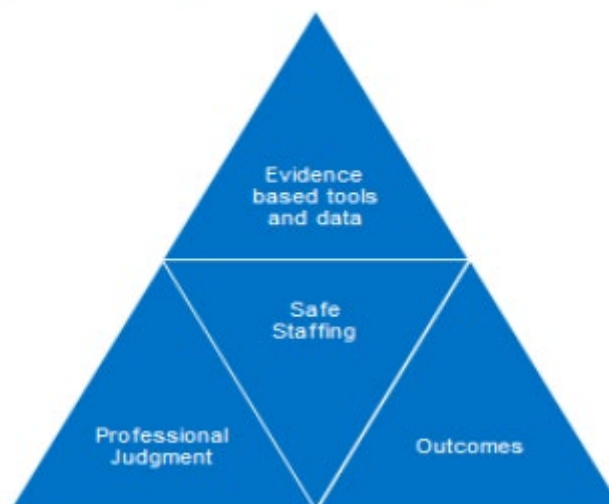 Evidence
based tools
and data
Safe
Staffing
Professional
Judgment
Outcomes